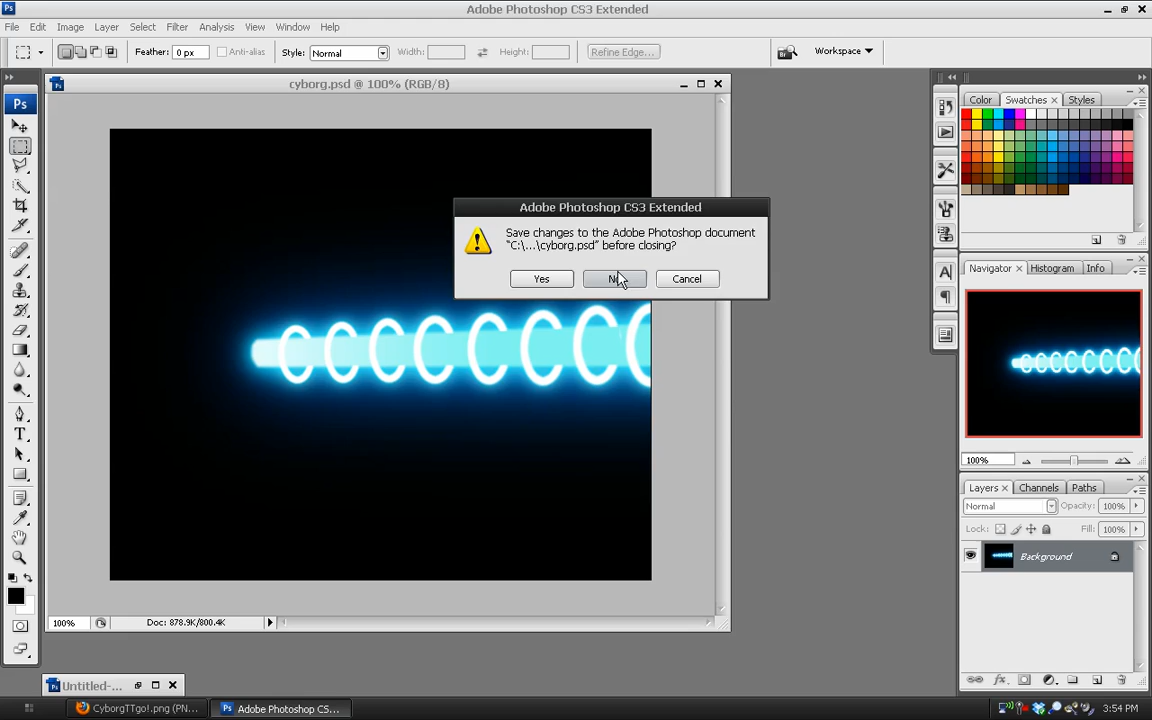 Ps
Adobe Photoshop CS3 Extended
File Edit Image Layer Select Filter Analysis View Window Help
Feather: 0 px Anti-alias Style: Normal Width: Height: Refine Edge... Br Workspace
cyborg.psd @ 100% (RGB/8)
Ps
Color Swatches Styles
Adobe Photoshop CS3 Extended
Save changes to the Adobe Photoshop document
"C:\...\cyborg.psd" before closing?
Yes Cancel
Navigator Histogram Info
100%
Layers Channels Paths
Normal Opacity: 100%
Lock: Fill: 100%
Background
100% Doc: 878.9K/800.4K
Untitled-...
CyborgTTgo!.png (PN... Adobe Photoshop CS... 3:54 PM